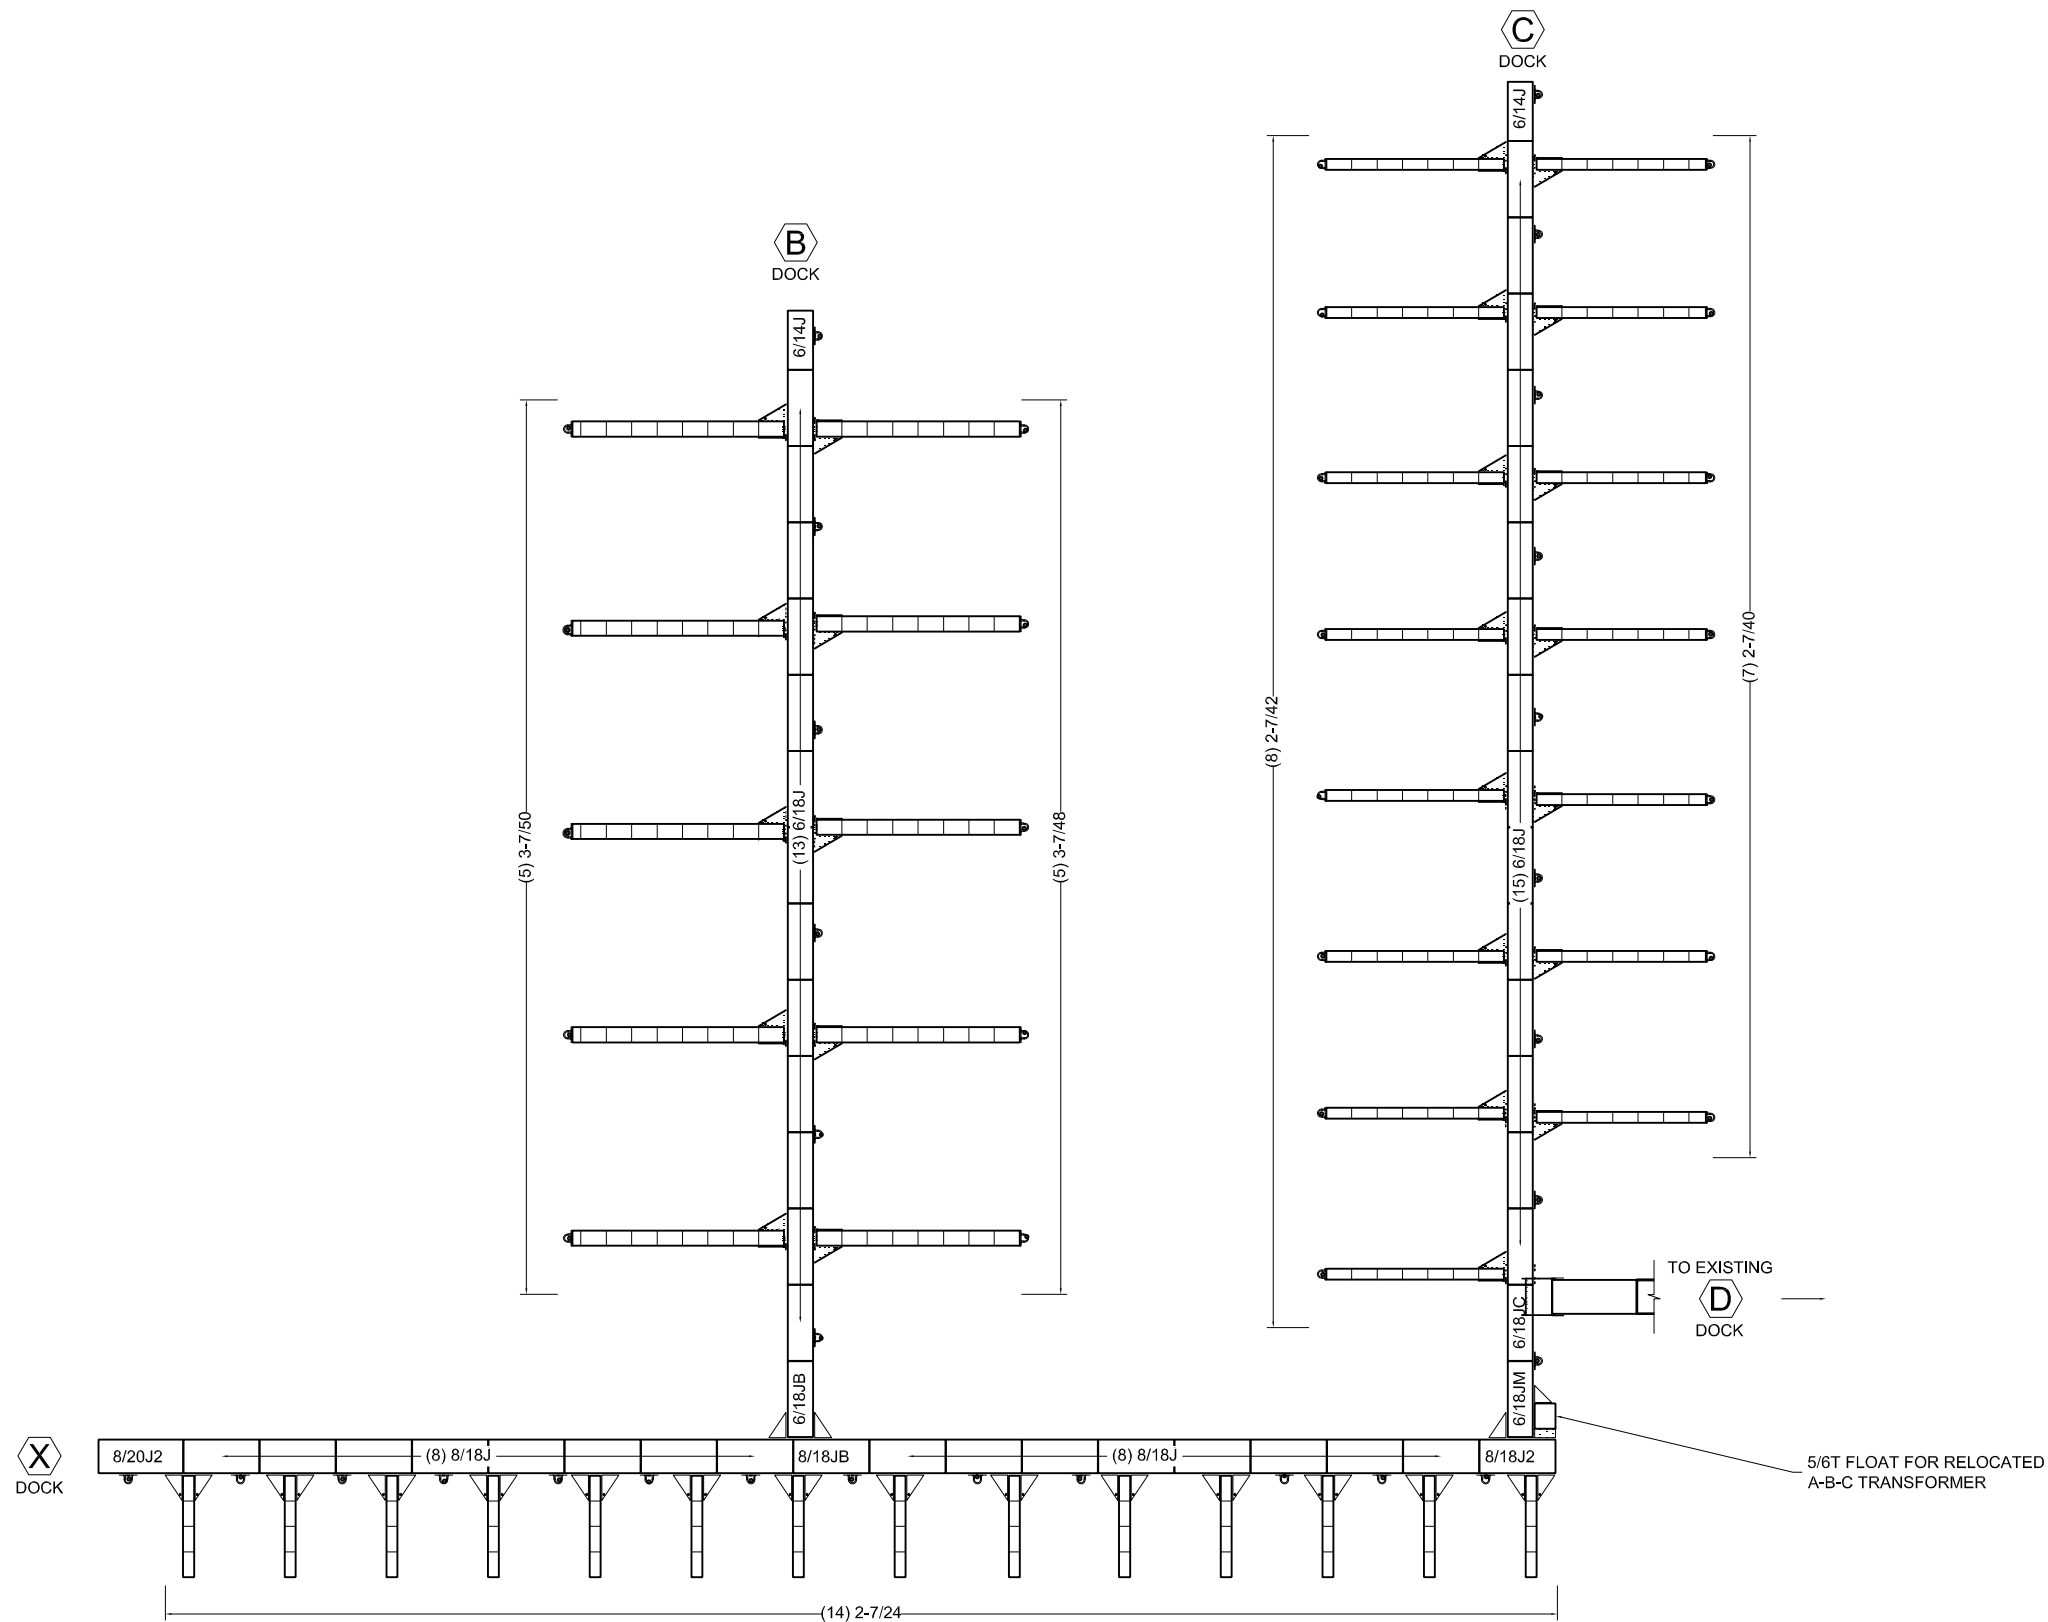 C
DOCK
6/14J
B
DOCK
6/14J
(5) 3-7/50
(13) 6/18J
(5) 3-7/48
(8) 2-7/42
(15) 6/18J
(7) 2-7/40
TO EXISTING
D
DOCK
6/18JC
6/18JB
6/18JM
X
DOCK
8/20J2
(8) 8/18J
8/18JB
(8) 8/18J
8/18J2
5/6T FLOAT FOR RELOCATED
A-B-C TRANSFORMER
(14) 2-7/24